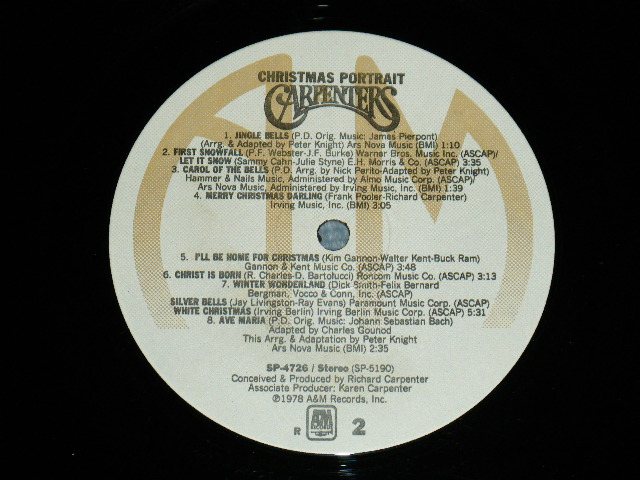 CHRISTMAS PORTRAIT
CARPENTERS
1. JINGLE BELLS (P.D. Orig. Music: James Pierpont)
(Arrg. & Adapted by Peter Knight) Ars Nova Music (BMI) 1:10
2. FIRST SNOWFALL (P.F. Webster-J.F. Burke) Warner Bros. Music Inc. (ASCAP)/
LET IT SNOW (Sammy Cahn-Julie Styne) E.H. Morris & Co. (ASCAP) 3:35
3. CAROL OF THE BELLS (P.D. Arrg. by Nick Perito-Adapted by Peter Knight)
Hammer & Nails Music, Administered by Almo Music Corp. (ASCAP)/
Ars Nova Music, Administered by Irving Music, Inc. (BMI) 1:39
4. MERRY CHRISTMAS DARLING (Frank Pooler-Richard Carpenter)
Irving Music, Inc. (BMI) 3:05
5. I'LL BE HOME FOR CHRISTMAS (Kim Gannon-Walter Kent-Buck Ram)
Gannon & Kent Music Co. (ASCAP) 3:48
6. CHRIST IS BORN (R. Charles-D. Bartolucci) Roncom Music Co. (ASCAP) 3:13
7. WINTER WONDERLAND (Dick Smith-Felix Bernard
Bergman, Vocco & Conn, Inc. (ASCAP)
SILVER BELLS (Jay Livingston-Ray Evans) Paramount Music Corp. (ASCAP)
WHITE CHRISTMAS (Irving Berlin) Irving Berlin Music Corp. (ASCAP) 5:31
8. AVE MARIA (P.D. Orig. Music: Johann Sebastian Bach)
Adapted by Charles Gounod
This Arrg. & Adaptation by Peter Knight
Ars Nova Music (BMI) 2:35
SP-4726 / Stereo (SP-5190)
Conceived & Produced by Richard Carpenter
Associate Producer: Karen Carpenter
℗1978 A&M Records, Inc.
R A&M RECORDS 2